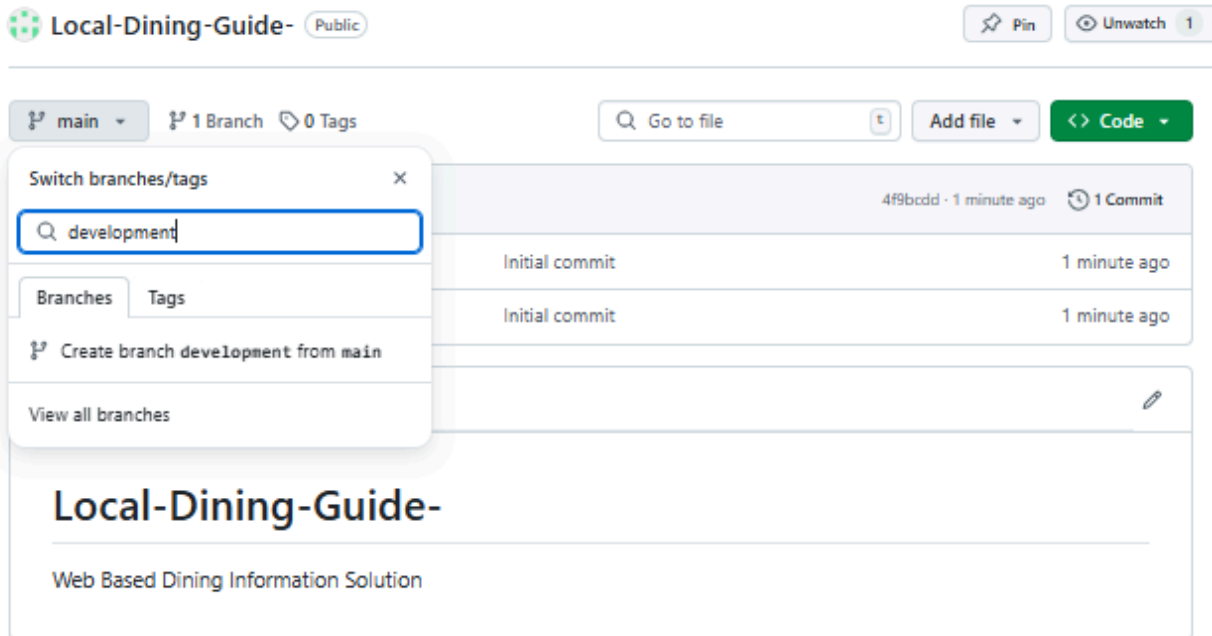 Local-Dining-Guide- Public Pin Unwatch 1
main 1 Branch 0 Tags Go to file t Add file Code
Switch branches/tags
4f9bcdd · 1 minute ago 1 Commit
development
Initial commit 1 minute ago
Branches Tags
Initial commit 1 minute ago
Create branch development from main
View all branches
Local-Dining-Guide-
Web Based Dining Information Solution